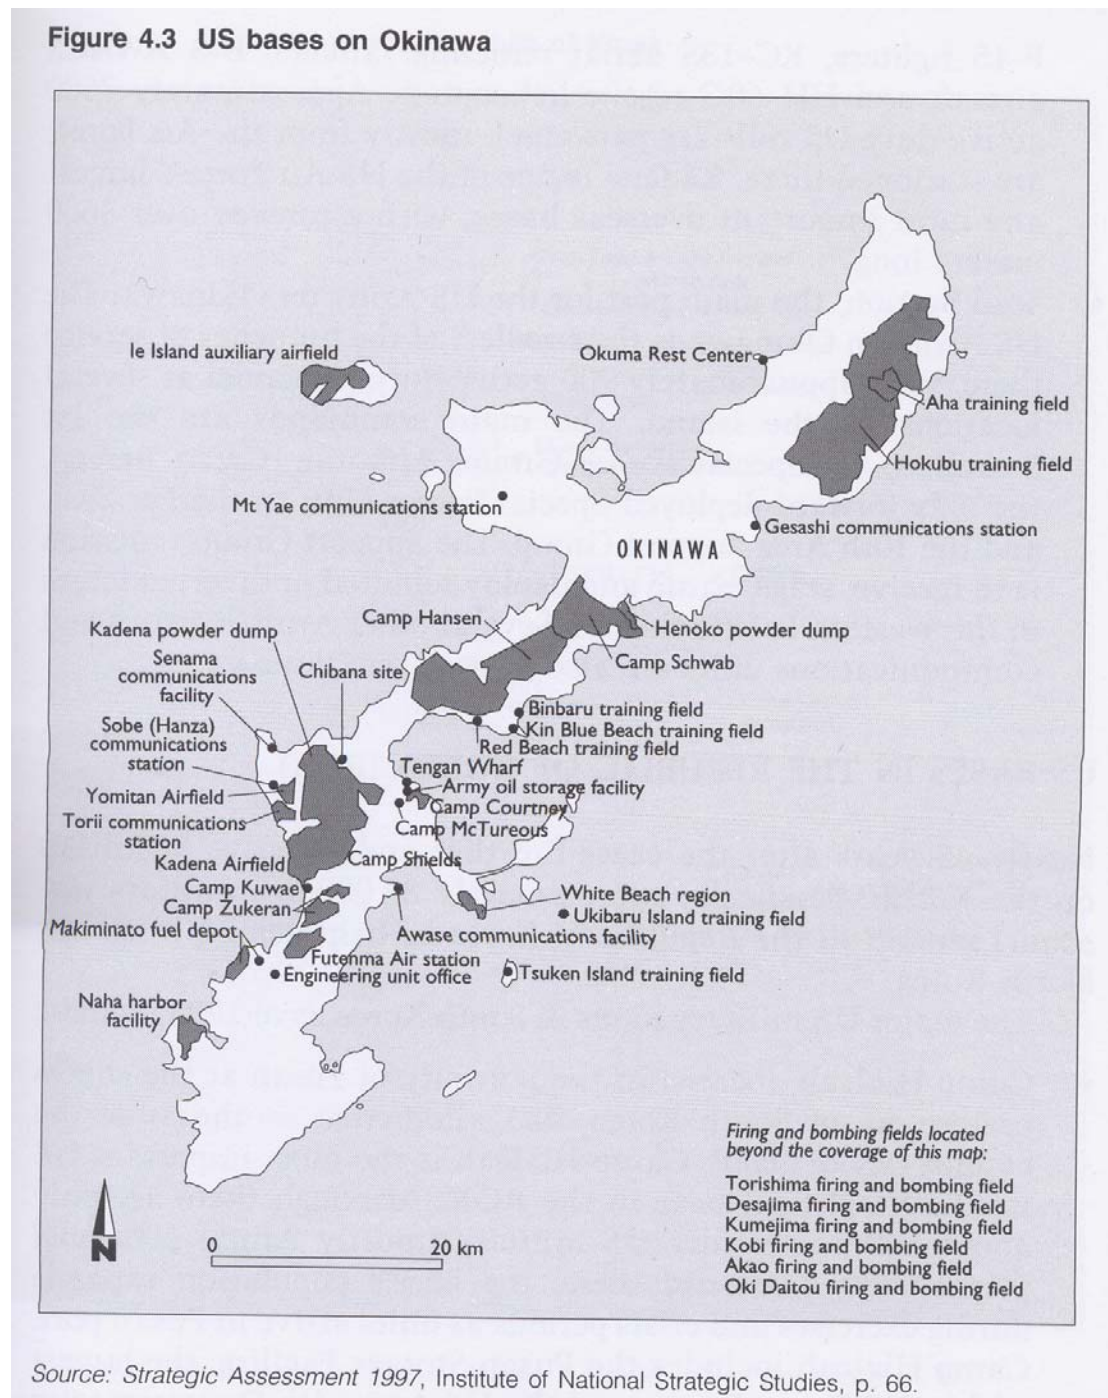 Figure 4.3 US bases on Okinawa
Ie Island auxiliary airfield
Okuma Rest Center
Aha training field
Hokubu training field
Mt Yae communications station
Gesashi communications station
OKINAWA
Camp Hansen
Henoko powder dump
Camp Schwab
Kadena powder dump
Senama
communications
facility
Chibana site
Binbaru training field
Kin Blue Beach training field
Red Beach training field
Sobe (Hanza)
communications
station
Tengan Wharf
Army oil storage facility
Yomitan Airfield
Camp Courtney
Torii communications
station
Camp McTureous
Kadena Airfield
Camp Shields
Camp Kuwae
White Beach region
Camp Zukeran
Ukibaru Island training field
Makiminato fuel depot
Awase communications facility
Futenma Air station
Engineering unit office
Tsuken Island training field
Naha harbor
facility
Firing and bombing fields located
beyond the coverage of this map:
Torishima firing and bombing field
Desajima firing and bombing field
Kumejima firing and bombing field
Kobi firing and bombing field
Akao firing and bombing field
Oki Daitou firing and bombing field
N
0 20 km
Source: Strategic Assessment 1997, Institute of National Strategic Studies, p. 66.